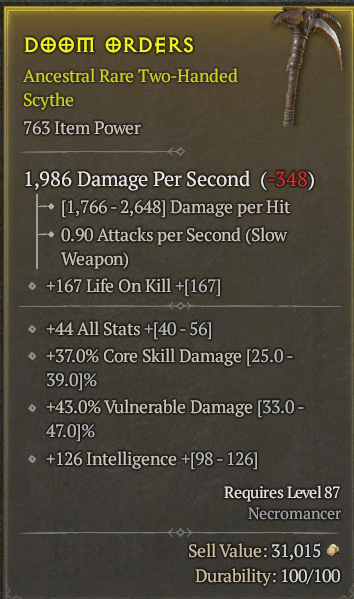 DOOM ORDERS
Ancestral Rare Two-Handed
Scythe
763 Item Power
1,986 Damage Per Second (-348)
[1,766 - 2,648] Damage per Hit
0.90 Attacks per Second (Slow
Weapon)
+167 Life On Kill +[167]
+44 All Stats +[40 - 56]
+37.0% Core Skill Damage [25.0 -
39.0]%
+43.0% Vulnerable Damage [33.0 -
47.0]%
+126 Intelligence +[98 - 126]
Requires Level 87
Necromancer
Sell Value: 31,015
Durability: 100/100